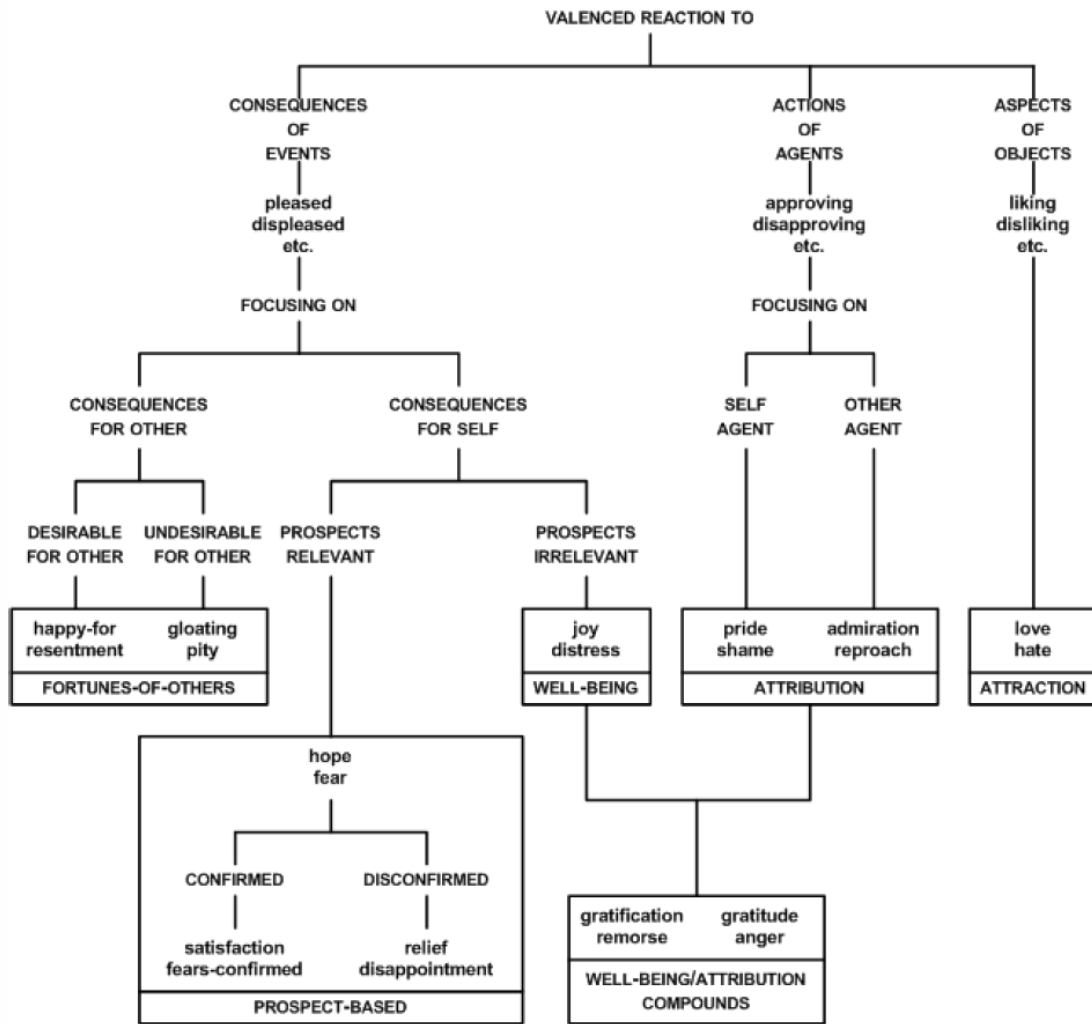 VALENCED REACTION TO
CONSEQUENCES
OF
EVENTS
ACTIONS
OF
AGENTS
ASPECTS
OF
OBJECTS
pleased
displeased
etc.
approving
disapproving
etc.
liking
disliking
etc.
FOCUSING ON
FOCUSING ON
CONSEQUENCES
FOR OTHER
CONSEQUENCES
FOR SELF
SELF
AGENT
OTHER
AGENT
DESIRABLE
FOR OTHER
UNDESIRABLE
FOR OTHER
PROSPECTS
RELEVANT
PROSPECTS
IRRELEVANT
happy-for
resentment
gloating
pity
FORTUNES-OF-OTHERS
joy
distress
WELL-BEING
pride
shame
admiration
reproach
ATTRIBUTION
love
hate
ATTRACTION
hope
fear
CONFIRMED
DISCONFIRMED
satisfaction
fears-confirmed
relief
disappointment
PROSPECT-BASED
gratification
remorse
gratitude
anger
WELL-BEING/ATTRIBUTION
COMPOUNDS